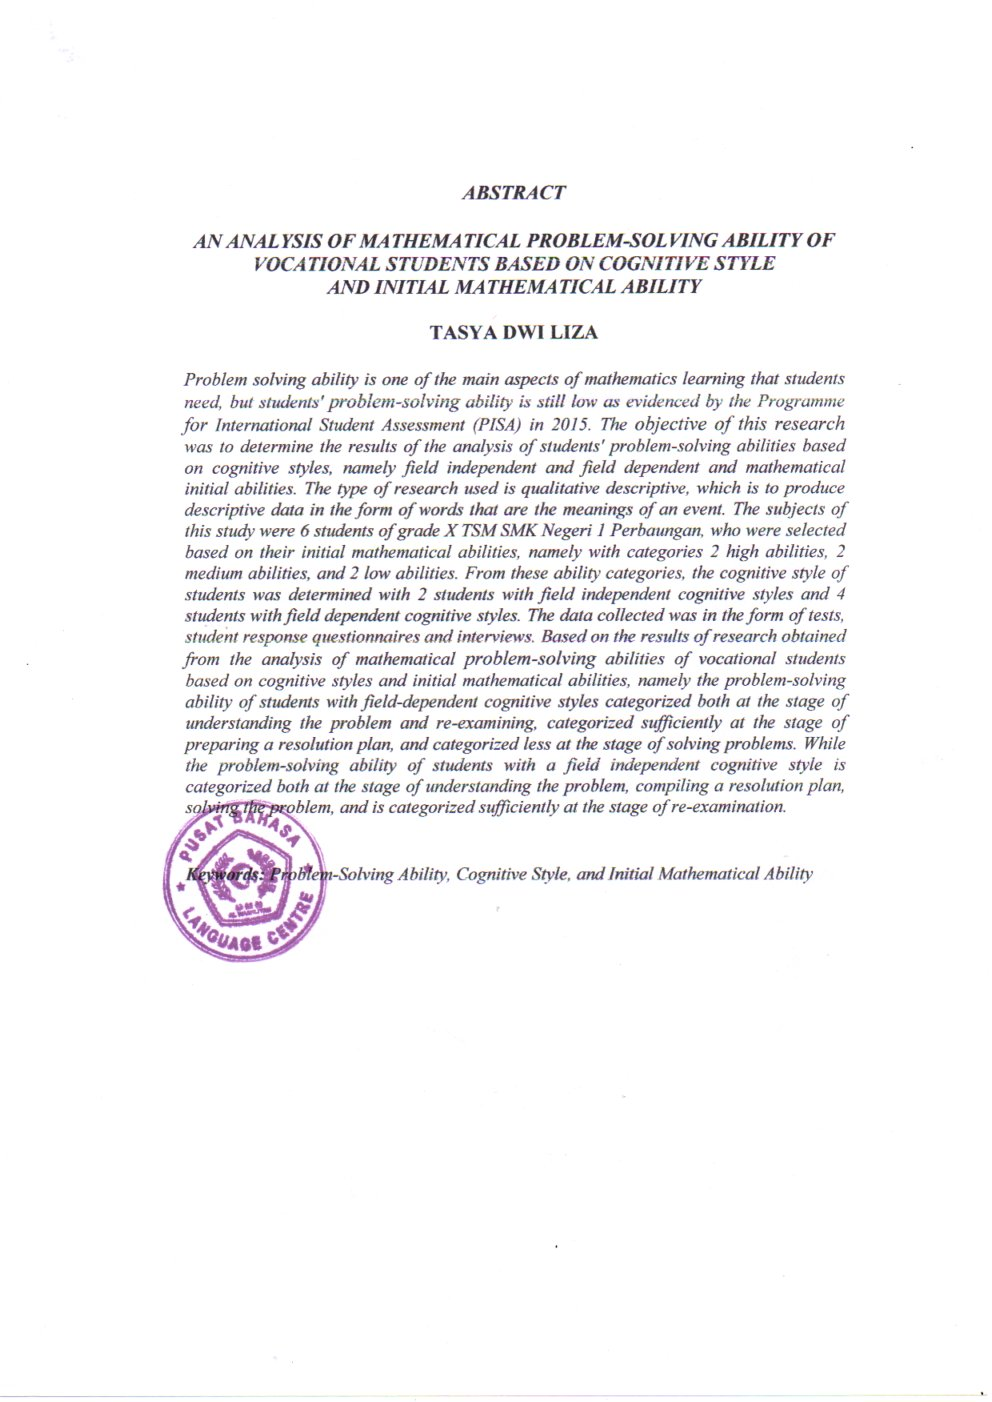 ABSTRACT
AN ANALYSIS OF MATHEMATICAL PROBLEM-SOLVING ABILITY OF
VOCATIONAL STUDENTS BASED ON COGNITIVE STYLE
AND INITIAL MATHEMATICAL ABILITY
TASYA DWI LIZA
Problem solving ability is one of the main aspects of mathematics learning that students
need, but students' problem-solving ability is still low as evidenced by the Programme
for International Student Assessment (PISA) in 2015. The objective of this research
was to determine the results of the analysis of students' problem-solving abilities based
on cognitive styles, namely field independent and field dependent and mathematical
initial abilities. The type of research used is qualitative descriptive, which is to produce
descriptive data in the form of words that are the meanings of an event. The subjects of
this study were 6 students of grade X TSM SMK Negeri 1 Perbaungan, who were selected
based on their initial mathematical abilities, namely with categories 2 high abilities, 2
medium abilities, and 2 low abilities. From these ability categories, the cognitive style of
students was determined with 2 students with field independent cognitive styles and 4
students with field dependent cognitive styles. The data collected was in the form of tests,
student response questionnaires and interviews. Based on the results of research obtained
from the analysis of mathematical problem-solving abilities of vocational students
based on cognitive styles and initial mathematical abilities, namely the problem-solving
ability of students with field-dependent cognitive styles categorized both at the stage of
understanding the problem and re-examining, categorized sufficiently at the stage of
preparing a resolution plan, and categorized less at the stage of solving problems. While
the problem-solving ability of students with a field independent cognitive style is
categorized both at the stage of understanding the problem, compiling a resolution plan,
solving the problem, and is categorized sufficiently at the stage of re-examination.
PUSAT BAHASA
Keywords: Problem-Solving Ability, Cognitive Style, and Initial Mathematical Ability
LANGUAGE CENTRE